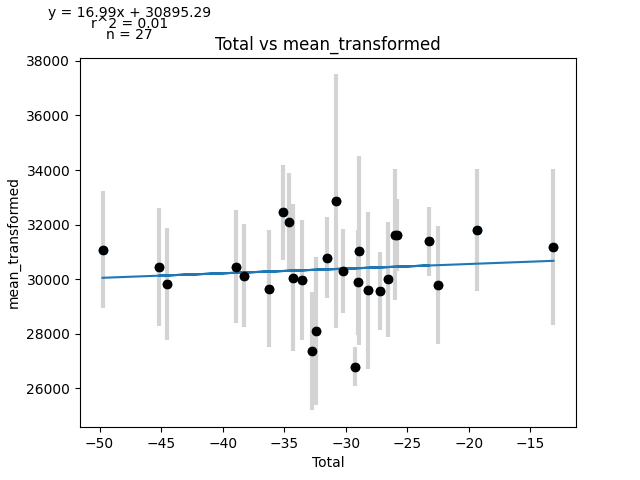 y = 16.99x + 30895.29
r^2 = 0.01
n = 27
Total vs mean_transformed
38000
36000
34000
32000
30000
28000
26000
mean_transformed
−50
−45
−40
−35
−30
−25
−20
−15
Total